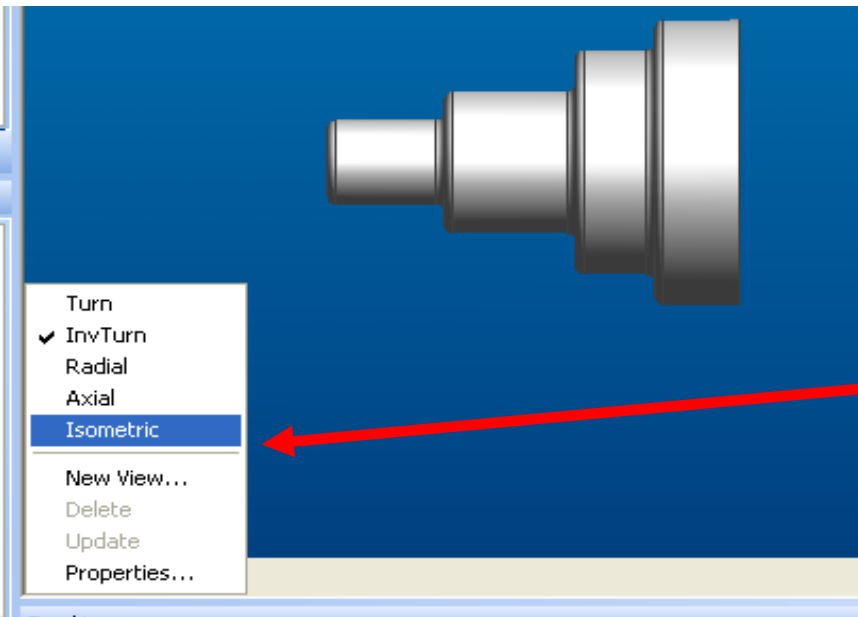 Turn
InvTurn
Radial
Axial
Isometric
New View...
Delete
Update
Properties...